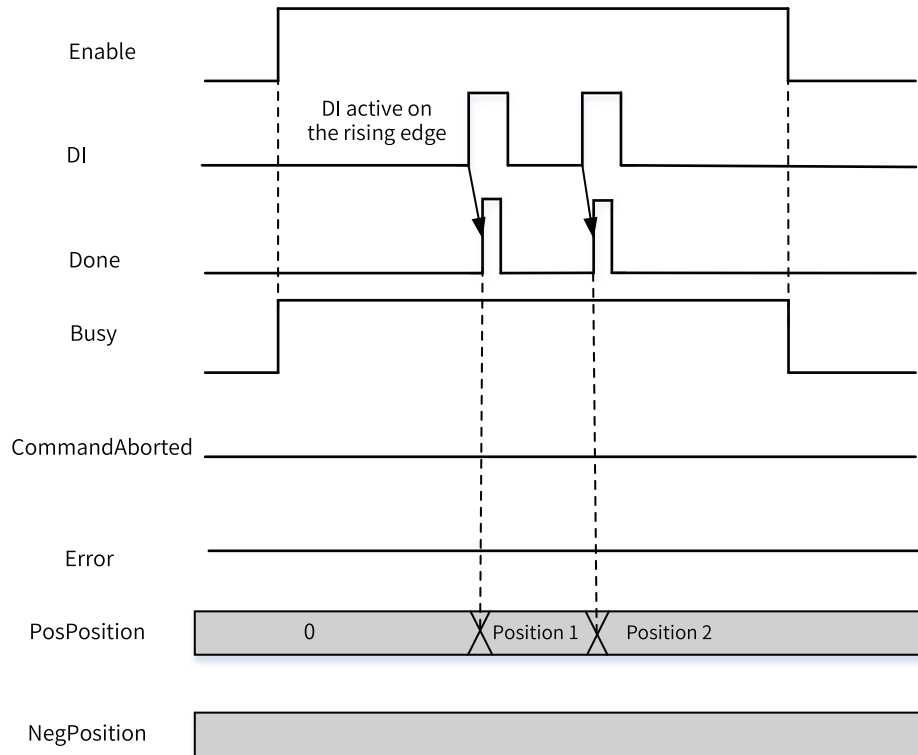 Enable
DI active on
the rising edge
DI
Done
Busy
CommandAborted
Error
PosPosition
0
Position 1
Position 2
NegPosition